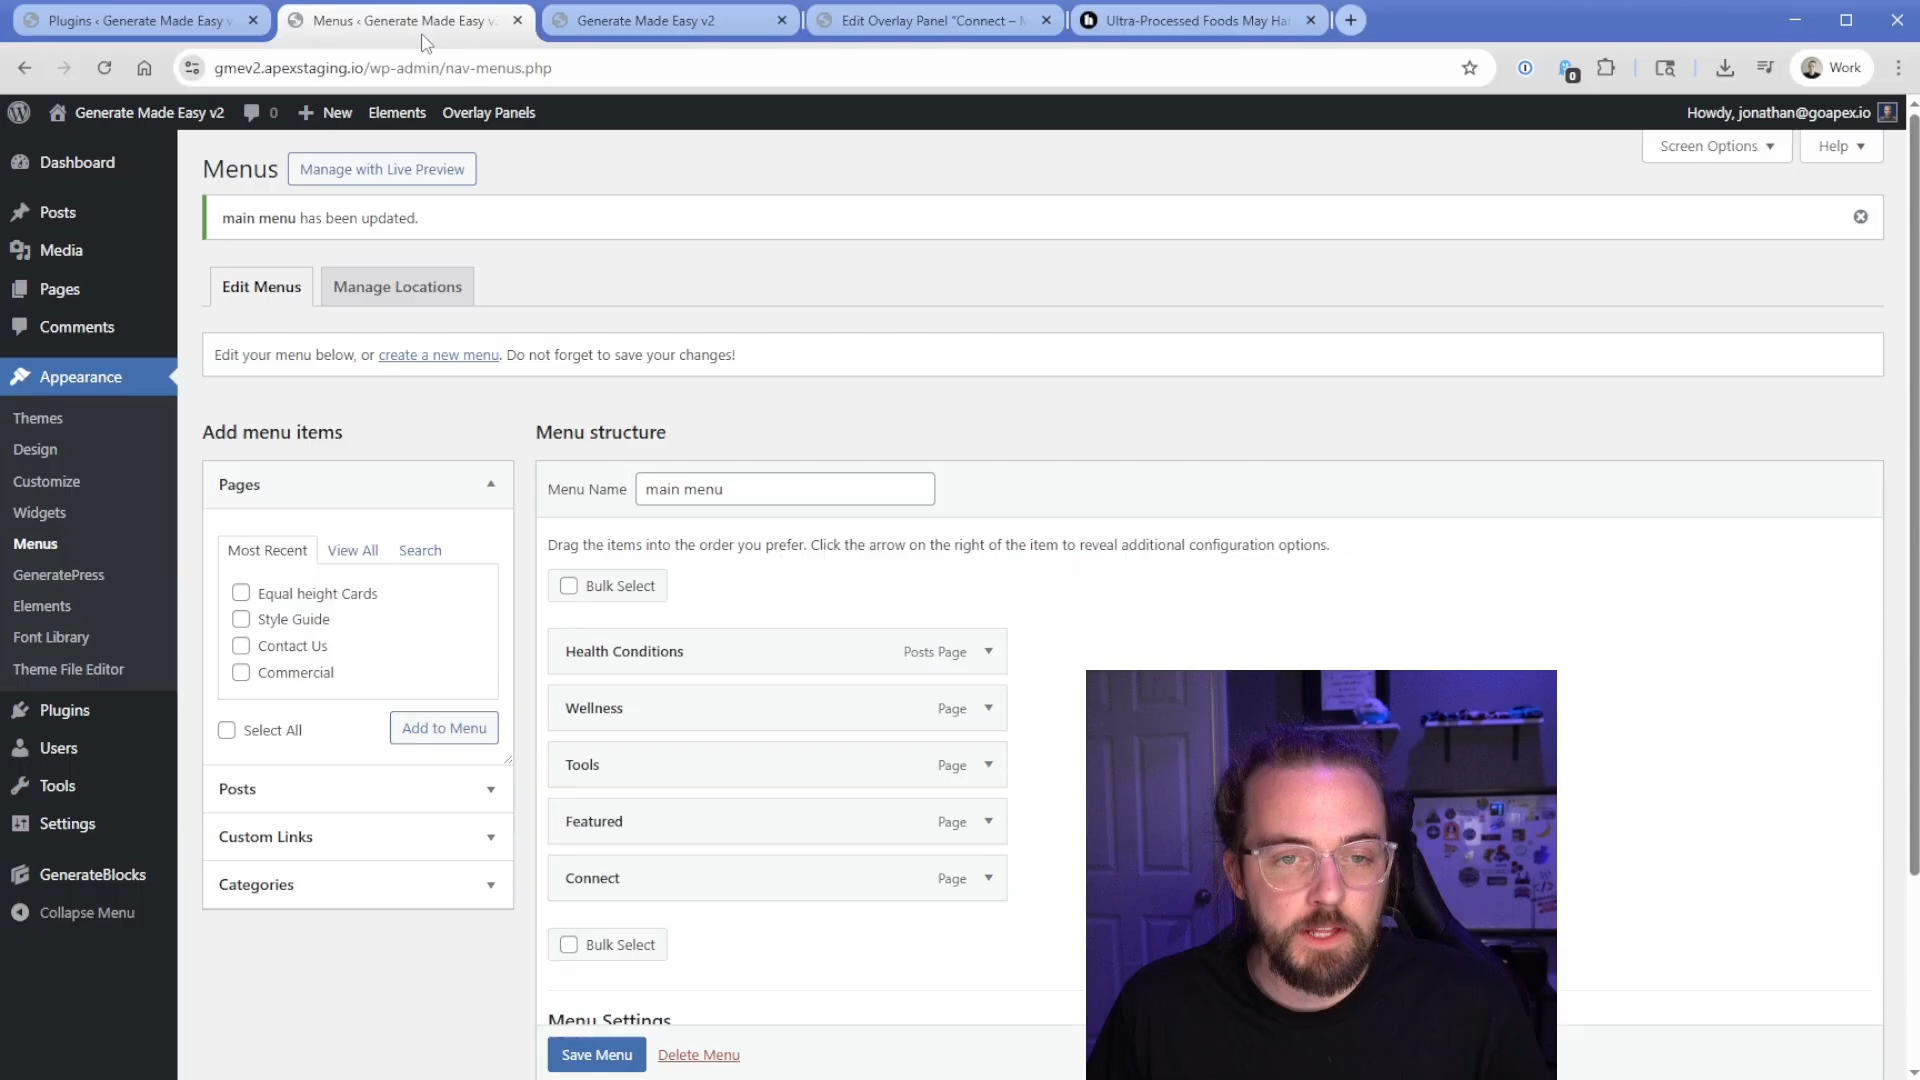 Plugins ‹ Generate Made Easy v
Menus ‹ Generate Made Easy v
Generate Made Easy v2
Edit Overlay Panel "Connect –
Ultra-Processed Foods May Ha
gmev2.apexstaging.io/wp-admin/nav-menus.php
0
Work
Generate Made Easy v2
0
New
Elements
Overlay Panels
Howdy, jonathan@goapex.io
Dashboard
Posts
Media
Pages
Comments
Appearance
Themes
Design
Customize
Widgets
Menus
GeneratePress
Elements
Font Library
Theme File Editor
Plugins
Users
Tools
Settings
GenerateBlocks
Collapse Menu
Screen Options
Help
Menus
Manage with Live Preview
main menu has been updated.
Edit Menus
Manage Locations
Edit your menu below, or create a new menu. Do not forget to save your changes!
Add menu items
Pages
Most Recent
View All
Search
Equal height Cards
Style Guide
Contact Us
Commercial
Select All
Add to Menu
Posts
Custom Links
Categories
Menu structure
Menu Name
main menu
Drag the items into the order you prefer. Click the arrow on the right of the item to reveal additional configuration options.
Bulk Select
Health Conditions
Posts Page
Wellness
Page
Tools
Page
Featured
Page
Connect
Page
Bulk Select
Menu Settings
Save Menu
Delete Menu